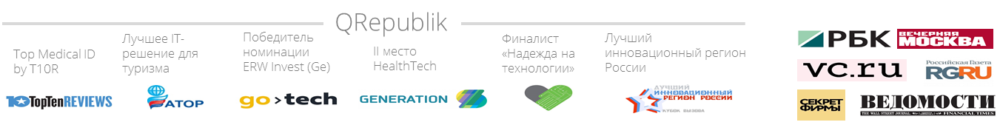 QRepublik
Top Medical ID
by T10R
Лучшее IT-
решение для
туризма
Победитель
номинации
ERW Invest (Ge)
II место
HealthTech
Финалист
«Надежда на
технологии»
Лучший
инновационный регион
России
TopTenREVIEWS
АТОР
go>tech
GENERATION
ЛУЧШИЙ
ИННОВАЦИОННЫЙ
РЕГИОН РОССИИ
КУБОК ВЫЗОВА
РБК
ВЕЧЕРНЯЯ
МОСКВА
vc.ru
Российская Газета
RG.RU
СЕКРЕТ
ФИРМЫ
ВЕДОМОСТИ
THE WALL STREET JOURNAL
FINANCIAL TIMES